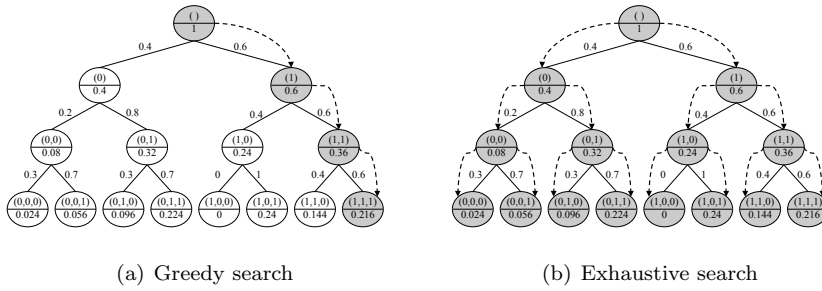 ( )
1
0.4 0.6
(0) (1)
0.4 0.6
0.2 0.8 0.4 0.6
(0,0) (0,1) (1,0) (1,1)
0.08 0.32 0.24 0.36
0.3 0.7 0.3 0.7 0 1 0.4 0.6
(0,0,0) (0,0,1) (0,1,0) (0,1,1) (1,0,0) (1,0,1) (1,1,0) (1,1,1)
0.024 0.056 0.096 0.224 0 0.24 0.144 0.216
(a) Greedy search
( )
1
0.4 0.6
(0) (1)
0.4 0.6
0.2 0.8 0.4 0.6
(0,0) (0,1) (1,0) (1,1)
0.08 0.32 0.24 0.36
0.3 0.7 0.3 0.7 0 1 0.4 0.6
(0,0,0) (0,0,1) (0,1,0) (0,1,1) (1,0,0) (1,0,1) (1,1,0) (1,1,1)
0.024 0.056 0.096 0.224 0 0.24 0.144 0.216
(b) Exhaustive search